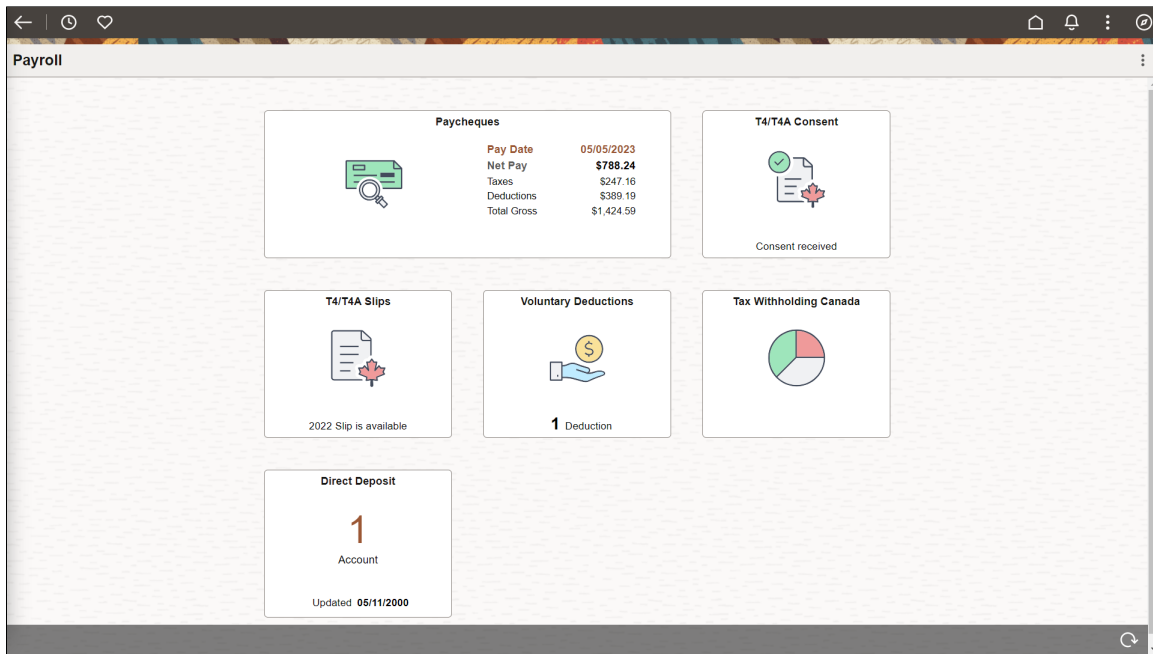 Payroll
Paycheques
Pay Date 05/05/2023
Net Pay $788.24
Taxes $247.16
Deductions $389.19
Total Gross $1,424.59
T4/T4A Consent
Consent received
T4/T4A Slips
2022 Slip is available
Voluntary Deductions
$
1 Deduction
Tax Withholding Canada
Direct Deposit
1
Account
Updated 05/11/2000